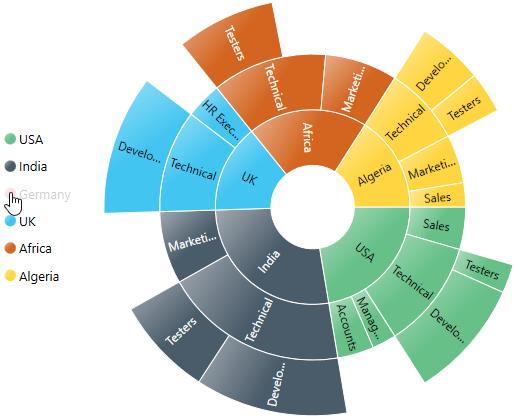 USA
India
Germany
UK
Africa
Algeria
Testers
Technical
Marketi...
Africa
Develo...
Testers
Technical
Marketi...
Sales
Algeria
HR Exec...
Develo...
Technical
UK
Marketi...
India
Technical
Testers
Develo...
USA
Sales
Technical
Testers
Develo...
Manag...
Accounts